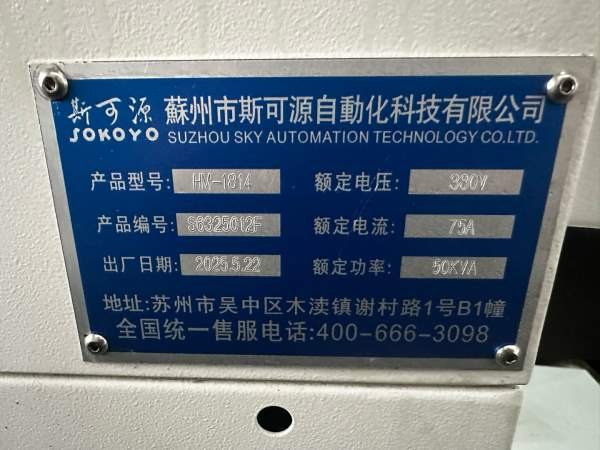 斯可源 蘇州市斯可源自動化科技有限公司
SOKOYO SUZHOU SKY AUTOMATION TECHNOLOGY CO.LTD.
产品型号: HM-1814 额定电压: 380V
产品编号: S6325012F 额定电流: 75A
出厂日期: 2025.5.22 额定功率: 50KVA
地址:苏州市吴中区木渎镇谢村路1号B1幢
全国统一售服电话:400-666-3098